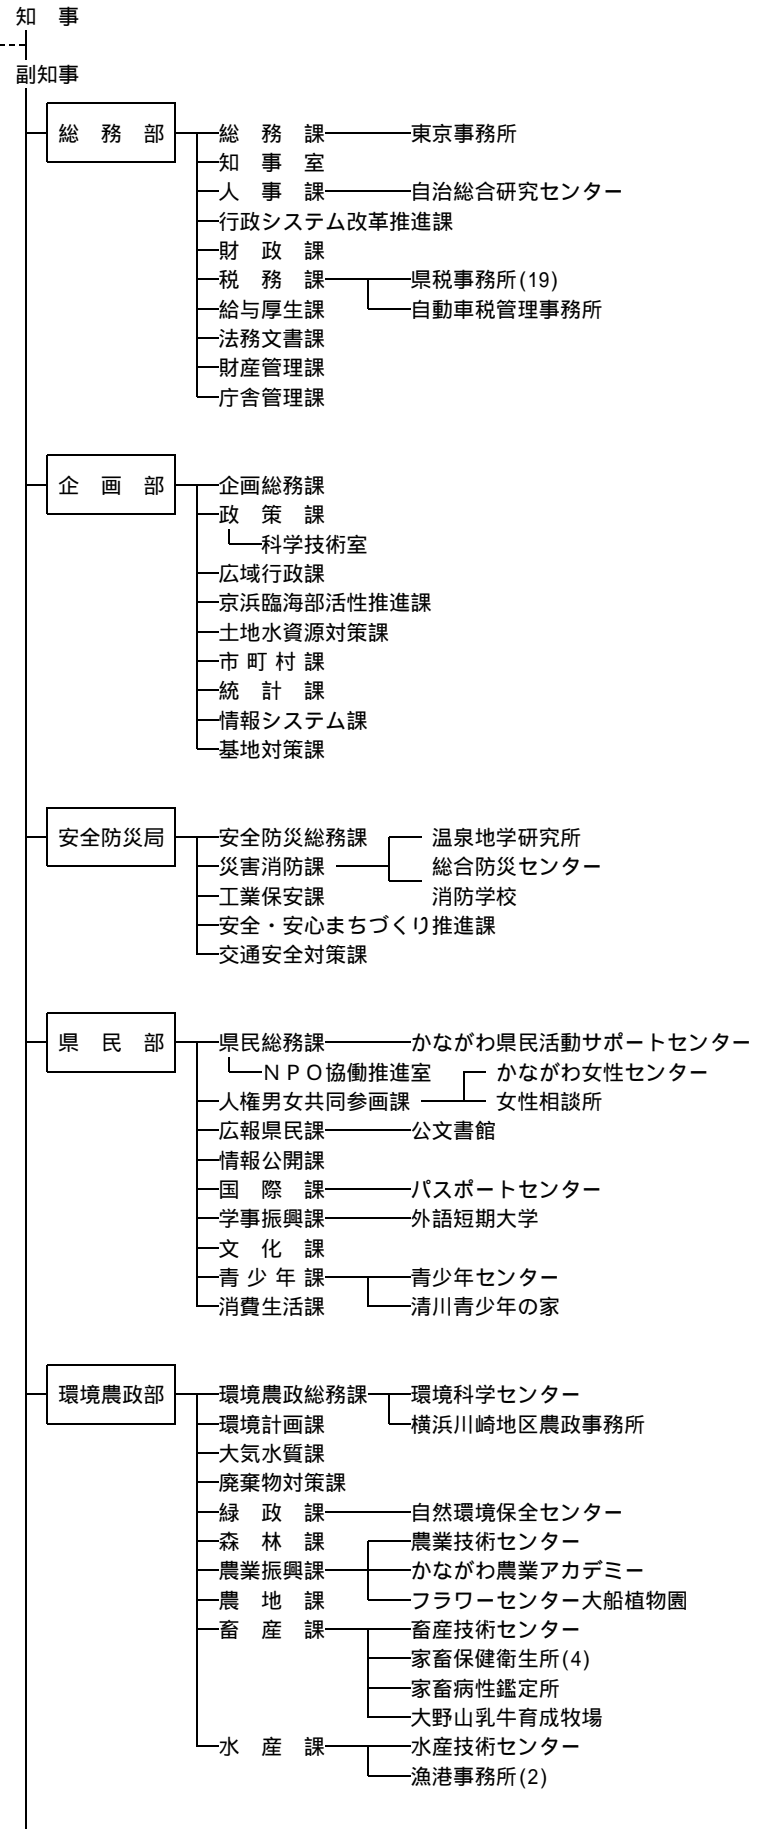 知　事
副知事
総　務　部　総　務　課　東京事務所
知　事　室
人　事　課　自治総合研究センター
行政システム改革推進課
財　政　課
税　務　課　県税事務所(19)
給与厚生課　自動車税管理事務所
法務文書課
財産管理課
庁舎管理課
企　画　部　企画総務課
政　策　課
科学技術室
広域行政課
京浜臨海部活性推進課
土地水資源対策課
市 町 村 課
統　計　課
情報システム課
基地対策課
安全防災局　安全防災総務課　温泉地学研究所
災害消防課　総合防災センター
工業保安課　消防学校
安全・安心まちづくり推進課
交通安全対策課
県　民　部　県民総務課　かながわ県民活動サポートセンター
ＮＰＯ協働推進室　かながわ女性センター
人権男女共同参画課　女性相談所
広報県民課　公文書館
情報公開課
国　際　課　パスポートセンター
学事振興課　外語短期大学
文　化　課
青 少 年 課　青少年センター
消費生活課　清川青少年の家
環境農政部　環境農政総務課　環境科学センター
環境計画課　横浜川崎地区農政事務所
大気水質課
廃棄物対策課
緑　政　課　自然環境保全センター
森　林　課　農業技術センター
農業振興課　かながわ農業アカデミー
農　地　課　フラワーセンター大船植物園
畜　産　課　畜産技術センター
家畜保健衛生所(4)
家畜病性鑑定所
大野山乳牛育成牧場
水　産　課　水産技術センター
漁港事務所(2)